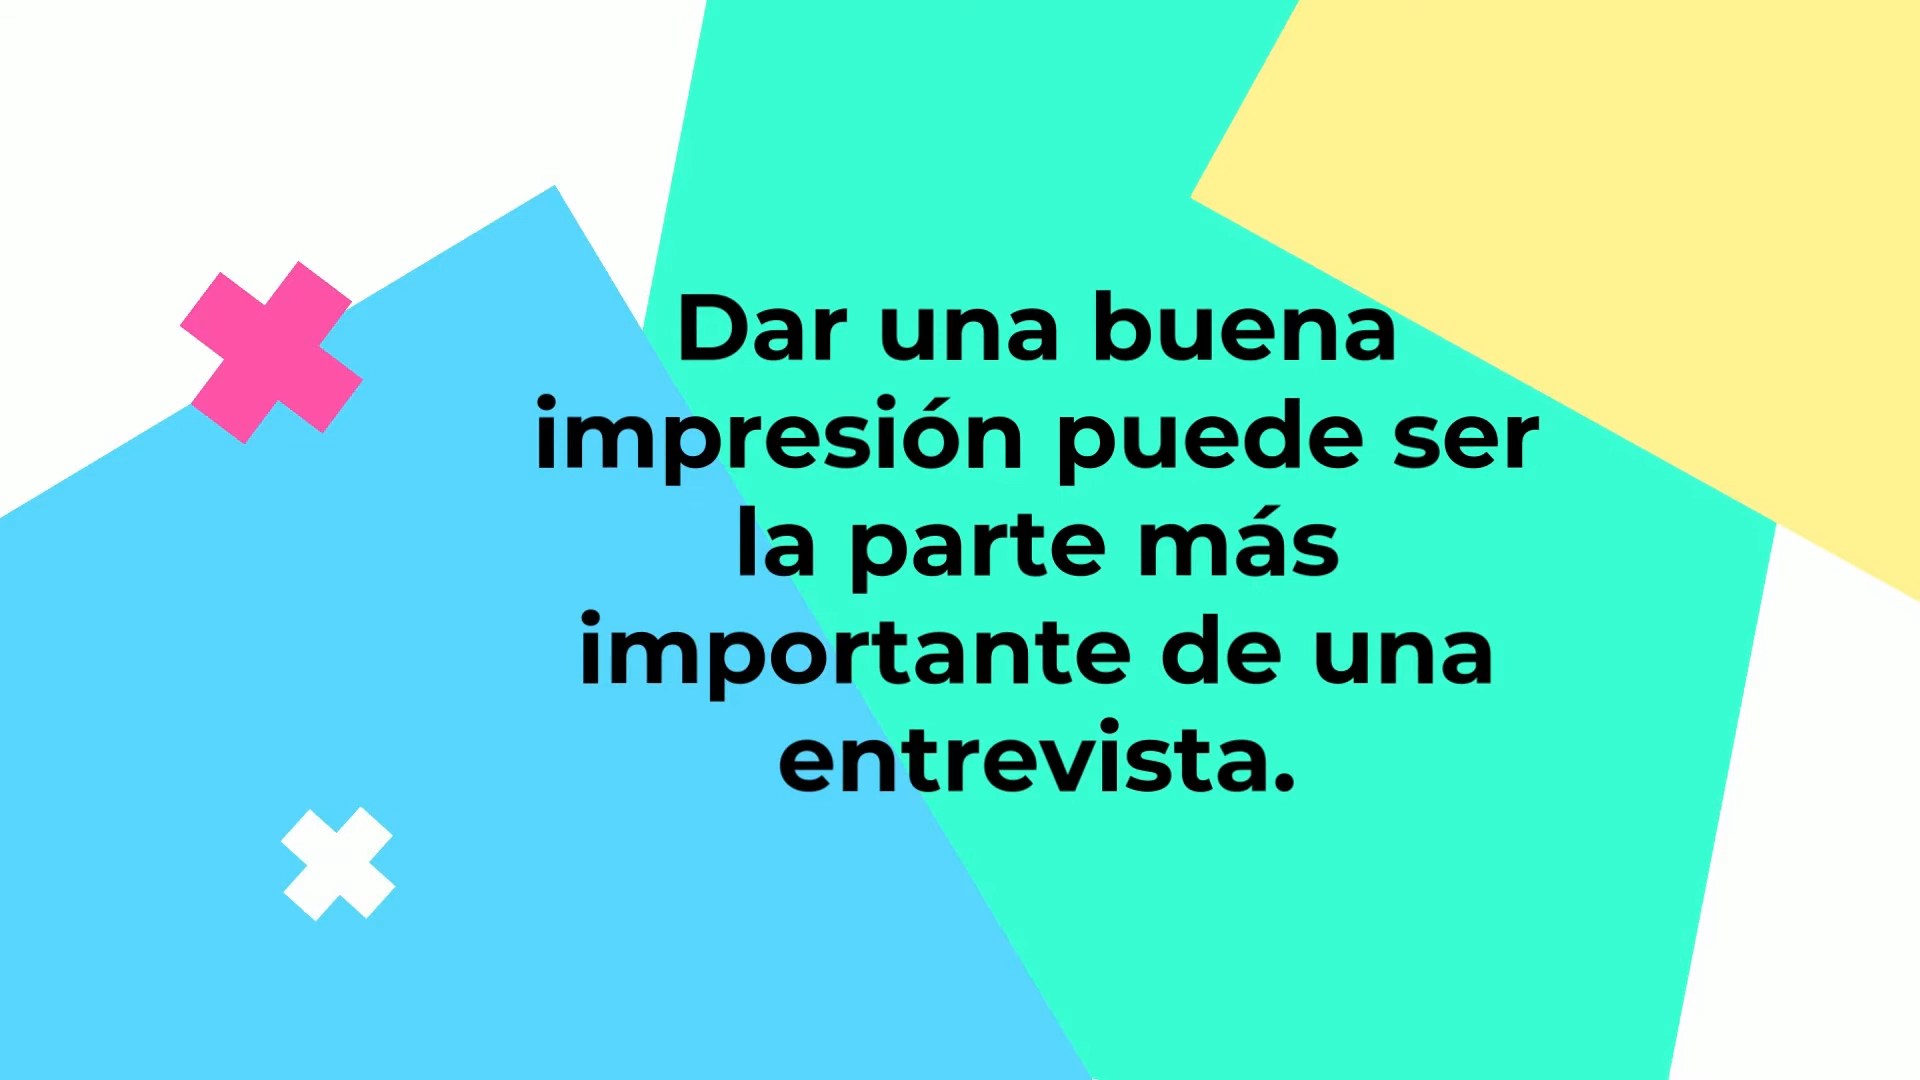 Dar una buena
impresión puede ser
la parte más
importante de una
entrevista.